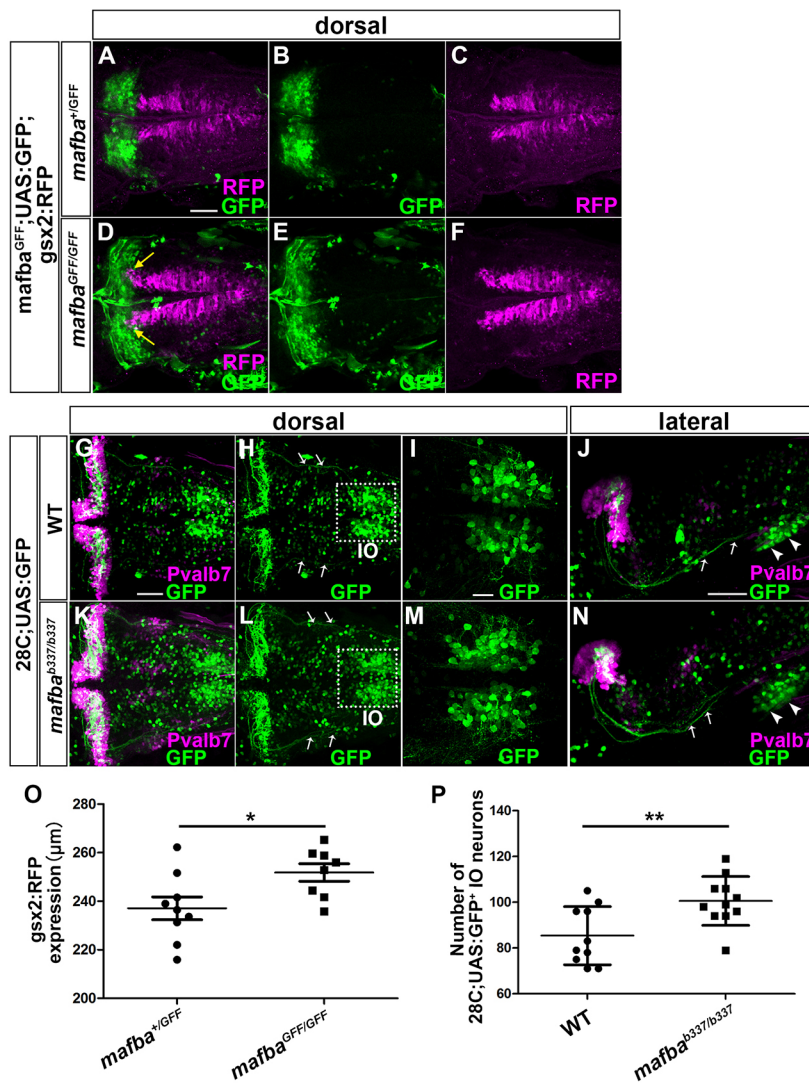 dorsal
mafbaGFF;UAS:GFP;
gsx2:RFP
mafba+/GFF
A
B
C
RFP
GFP
GFP
RFP
mafbaGFF/GFF
D
E
F
RFP
GFP
GFP
RFP
dorsal
lateral
28C;UAS:GFP
WT
G
H
I
J
IO
Pvalb7
GFP
GFP
GFP
Pvalb7
GFP
mafbab337/b337
K
L
M
N
IO
Pvalb7
GFP
GFP
GFP
Pvalb7
GFP
O
gsx2:RFP
expression (μm)
280
260
240
220
200
*
mafba+/GFF
mafbaGFF/GFF
P
Number of
28C;UAS:GFP+ IO neurons
140
120
100
80
60
**
WT
mafbab337/b337